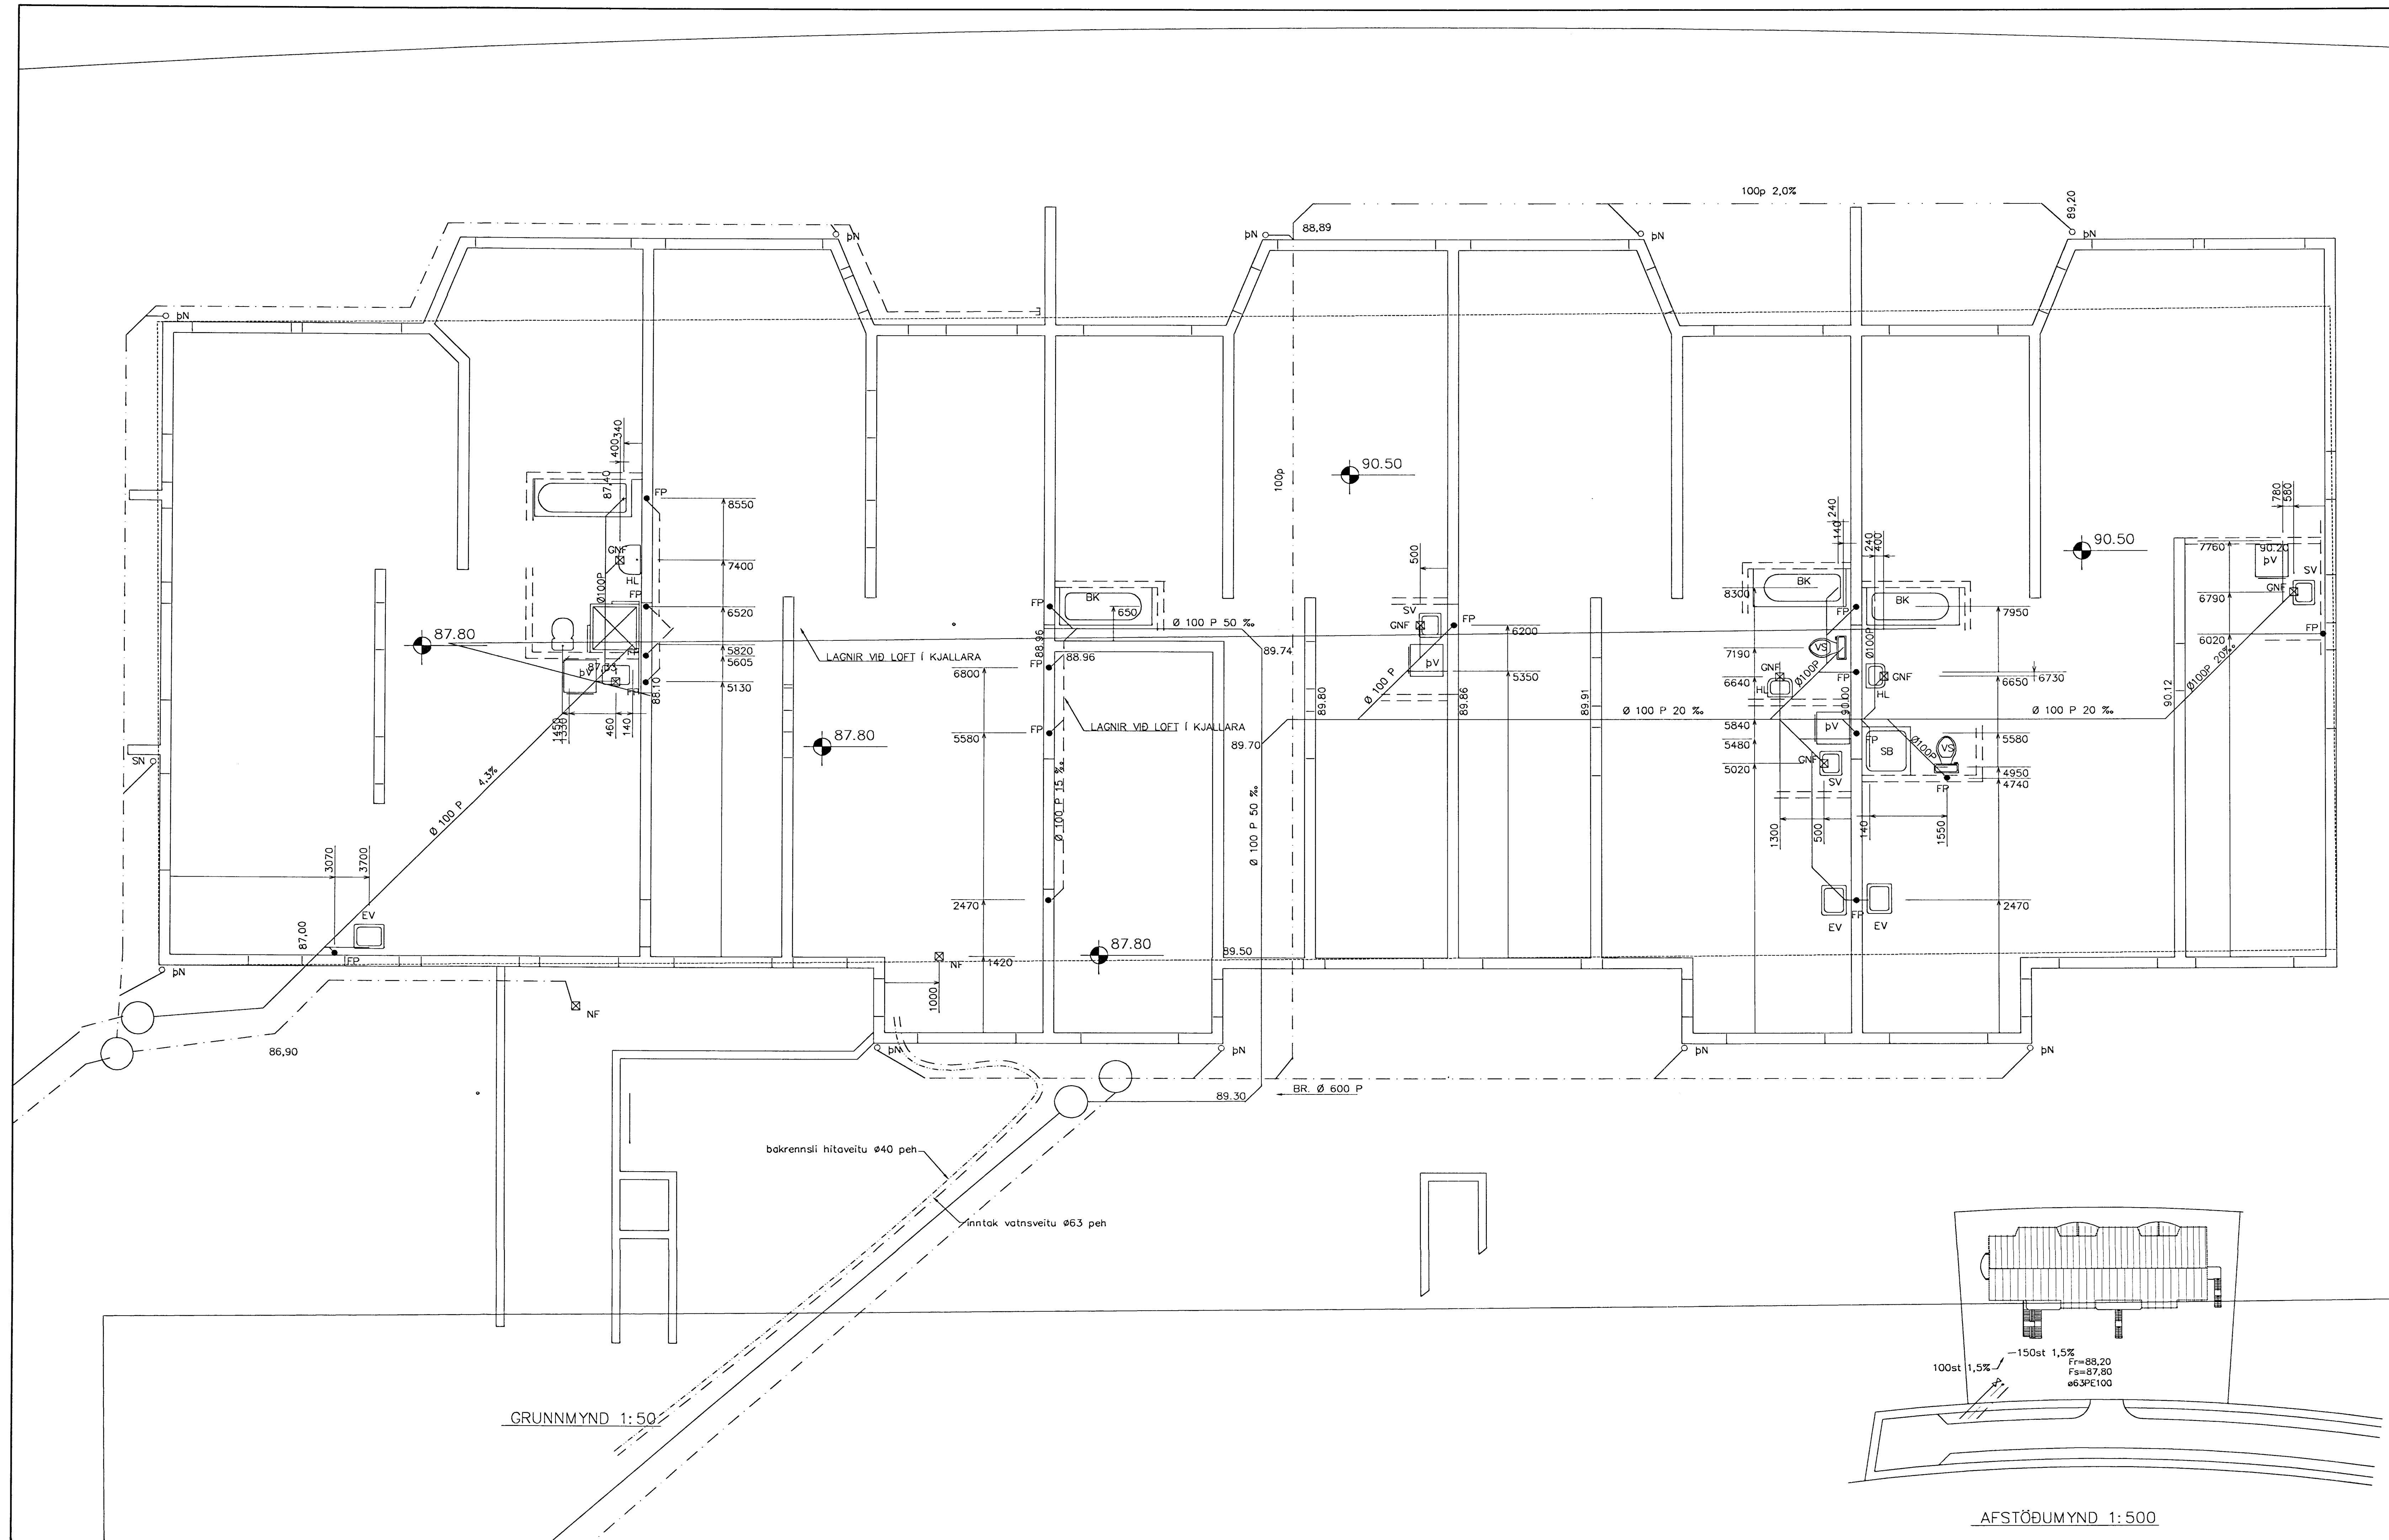 100p 2,0%
89,20
þN
þN
88,89
þN
þN
þN
100p
90.50
400
340
87,40
FP
8550
GNF
7400
HL
Ø100P
FP
6520
87.80
5820
5605
FP
87,33
þV
5130
FP
88.10
1450
1330
460
140
LAGNIR VIÐ LOFT Í KJALLARA
87.80
Ø 100 P 4,3%
3070
3700
EV
87,00
FP
SN
þN
NF
86,90
FP
BK
650
88.96
Ø 100 P 50 ‰
88.96
FP
6800
FP
5580
LAGNIR VIÐ LOFT Í KJALLARA
Ø 100 P 15 ‰
2470
87.80
NF
1420
1000
89.74
89.70
Ø 100 P 50 ‰
89.50
þN
þN
89.30
BR. Ø 600 P
500
SV
GNF
FP
6200
þV
5350
Ø 100 P
89.80
89.86
89.91
Ø 100 P 20 ‰
240
140
240
400
BK
8300
FP
BK
7950
VS
7190
Ø100P
GNF
6640
HL
Ø100P
FP
GNF
HL
6650
6730
90.00
5840
þV
5480
FP
5020
GNF
SV
SB
Ø100P
VS
5580
4950
4740
FP
1300
500
140
1550
EV
FP
EV
2470
þN
þN
90.50
780
580
7760
90.20
þV
SV
GNF
6790
6020
FP
Ø100P 20‰
90.12
Ø 100 P 20 ‰
bakrennsli hitaveitu ø40 peh
inntak vatnsveitu ø63 peh
GRUNNMYND 1:50
150st 1,5%
100st 1,5%
Fr=88,20
Fs=87,80
ø63PE100
AFSTÖÐUMYND 1:500